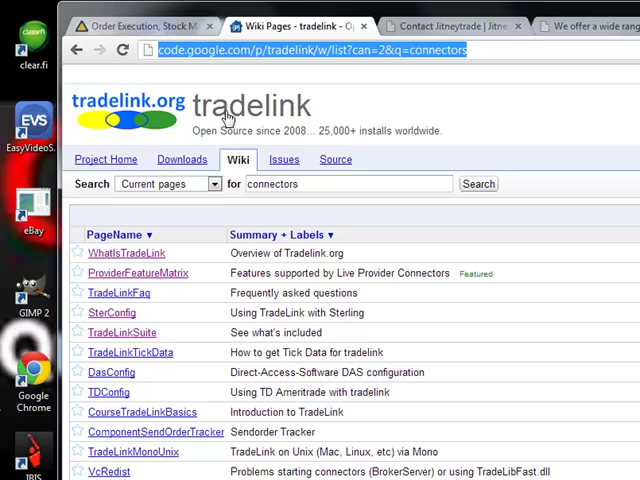 clear.fi
EVS
EasyVideoS.
eBay
GIMP 2
Google
Chrome
IBIS
Order Execution, Stock M
Wiki Pages - tradelink - O
Contact Jitneytrade | Jitne
We offer a wide rang
code.google.com/p/tradelink/w/list?can=2&q=connectors
tradelink.org
tradelink
Open Source since 2008... 25,000+ installs worldwide.
Project Home Downloads Wiki Issues Source
Search Current pages for connectors Search
PageName ▼ Summary + Labels ▼
WhatIsTradeLink Overview of Tradelink.org
ProviderFeatureMatrix Features supported by Live Provider Connectors Featured
TradeLinkFaq Frequently asked questions
SterConfig Using TradeLink with Sterling
TradeLinkSuite See what's included
TradeLinkTickData How to get Tick Data for tradelink
DasConfig Direct-Access-Software DAS configuration
TDConfig Using TD Ameritrade with tradelink
CourseTradeLinkBasics Introduction to TradeLink
ComponentSendOrderTracker Sendorder Tracker
TradeLinkMonoUnix TradeLink on Unix (Mac, Linux, etc) via Mono
VcRedist Problems starting connectors (BrokerServer) or using TradeLibFast.dll